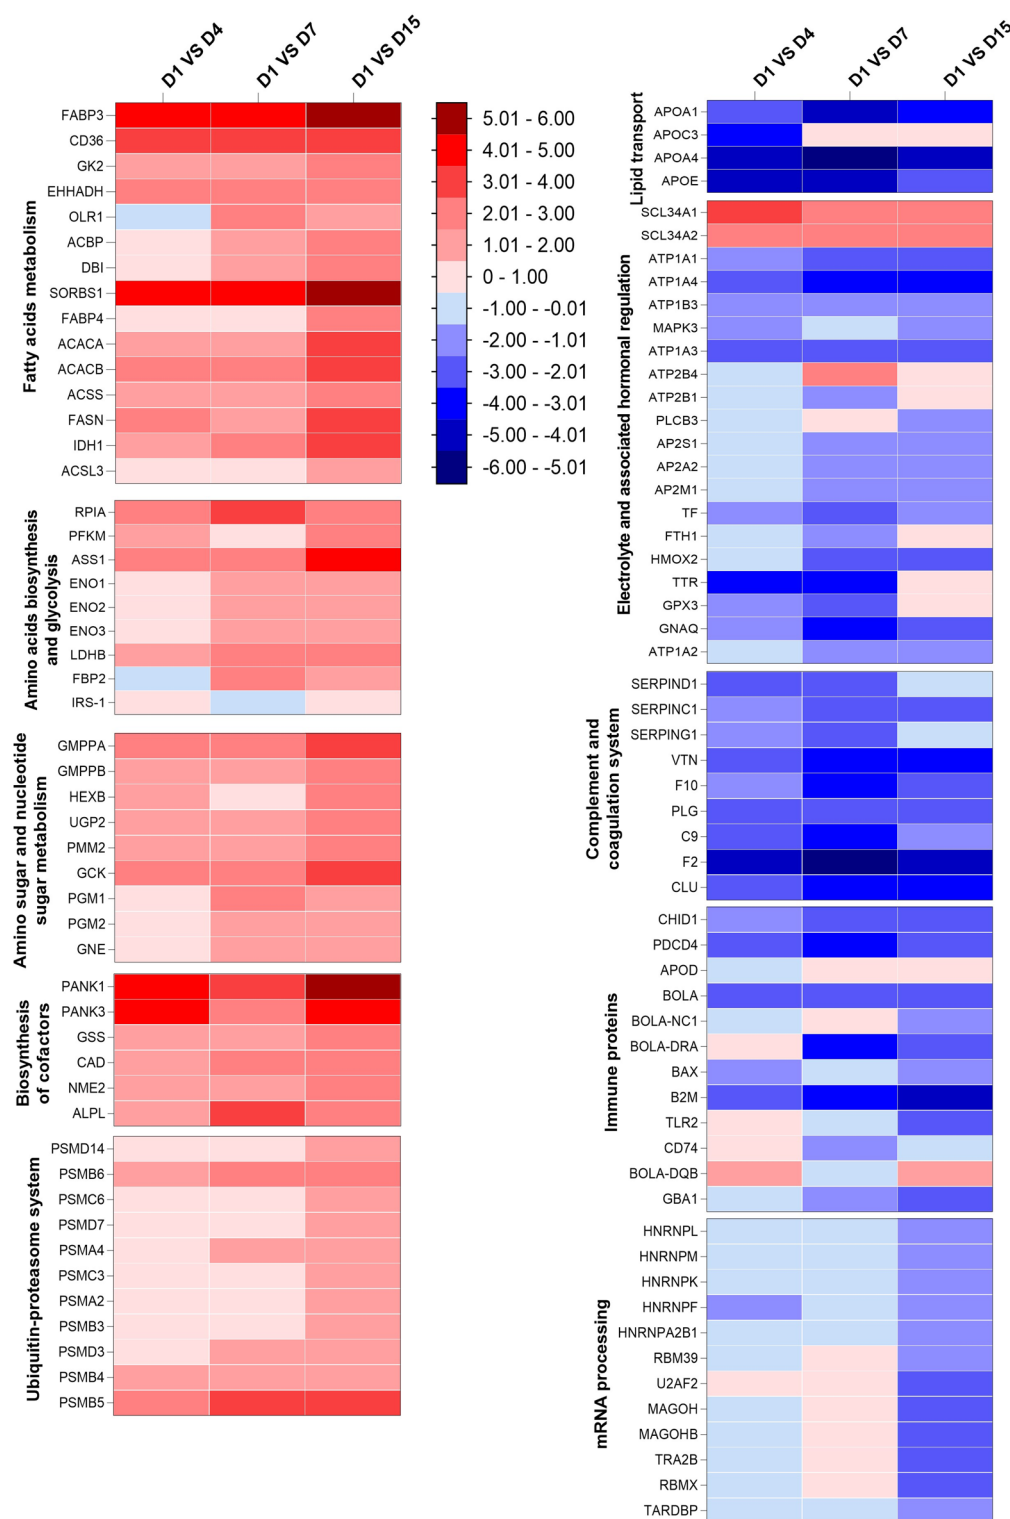 D1 VS D4
D1 VS D7
D1 VS D15
Fatty acids metabolism
FABP3
CD36
GK2
EHHADH
OLR1
ACBP
DBI
SORBS1
FABP4
ACACA
ACACB
ACSS
FASN
IDH1
ACSL3
Amino acids biosynthesis
and glycolysis
RPIA
PFKM
ASS1
ENO1
ENO2
ENO3
LDHB
FBP2
IRS-1
Amino sugar and nucleotide
sugar metabolism
GMPPA
GMPPB
HEXB
UGP2
PMM2
GCK
PGM1
PGM2
GNE
Biosynthesis
of cofactors
PANK1
PANK3
GSS
CAD
NME2
ALPL
Ubiquitin-proteasome system
PSMD14
PSMB6
PSMC6
PSMD7
PSMA4
PSMC3
PSMA2
PSMB3
PSMD3
PSMB4
PSMB5
5.01 - 6.00
4.01 - 5.00
3.01 - 4.00
2.01 - 3.00
1.01 - 2.00
0 - 1.00
-1.00 - -0.01
-2.00 - -1.01
-3.00 - -2.01
-4.00 - -3.01
-5.00 - -4.01
-6.00 - -5.01
D1 VS D4
D1 VS D7
D1 VS D15
Lipid transport
APOA1
APOC3
APOA4
APOE
Electrolyte and associated hormonal regulation
SCL34A1
SCL34A2
ATP1A1
ATP1A4
ATP1B3
MAPK3
ATP1A3
ATP2B4
ATP2B1
PLCB3
AP2S1
AP2A2
AP2M1
TF
FTH1
HMOX2
TTR
GPX3
GNAQ
ATP1A2
Complement and
coagulation system
SERPIND1
SERPINC1
SERPING1
VTN
F10
PLG
C9
F2
CLU
Immune proteins
CHID1
PDCD4
APOD
BOLA
BOLA-NC1
BOLA-DRA
BAX
B2M
TLR2
CD74
BOLA-DQB
GBA1
mRNA processing
HNRNPL
HNRNPM
HNRNPK
HNRNPF
HNRNPA2B1
RBM39
U2AF2
MAGOH
MAGOHB
TRA2B
RBMX
TARDBP